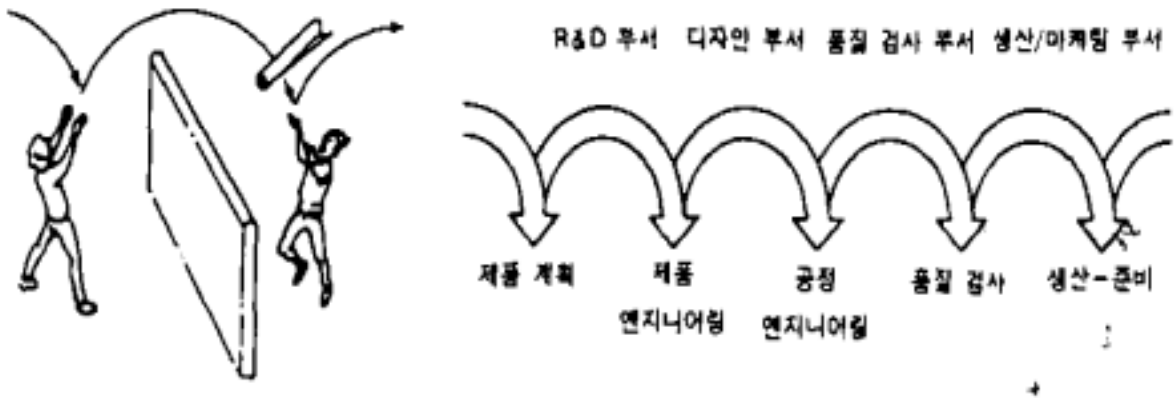 R&D 부서 디자인 부서 품질 검사 부서 생산/마케팅 부서
제품 계획 제품 공정 품질 검사 생산-준비
엔지니어링 엔지니어링